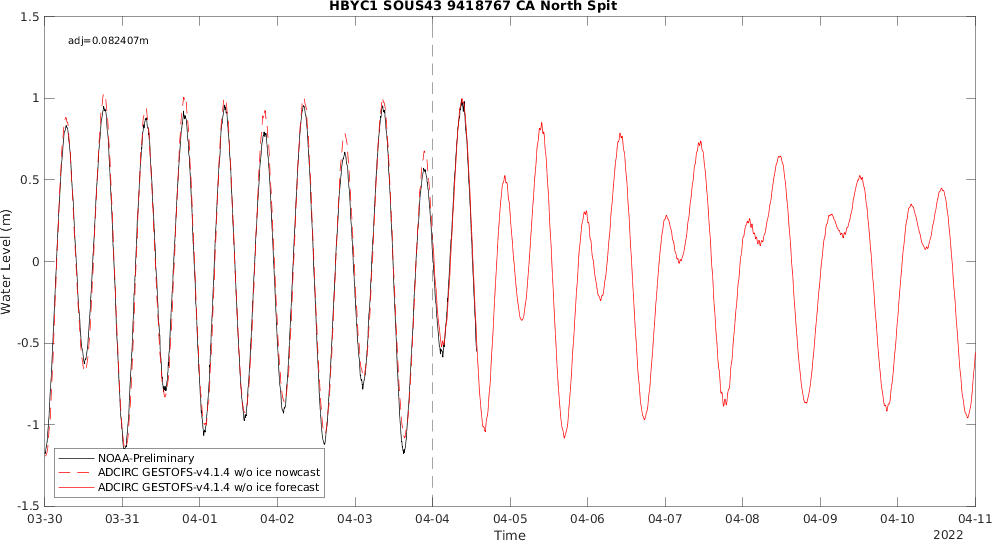 HBYC1 SOUS43 9418767 CA North Spit
adj=0.082407m
Water Level (m)
1.5
1
0.5
0
-0.5
-1
-1.5
NOAA-Preliminary
ADCIRC GESTOFS-v4.1.4 w/o ice nowcast
ADCIRC GESTOFS-v4.1.4 w/o ice forecast
03-30 03-31 04-01 04-02 04-03 04-04 04-05 04-06 04-07 04-08 04-09 04-10 04-11
Time
2022